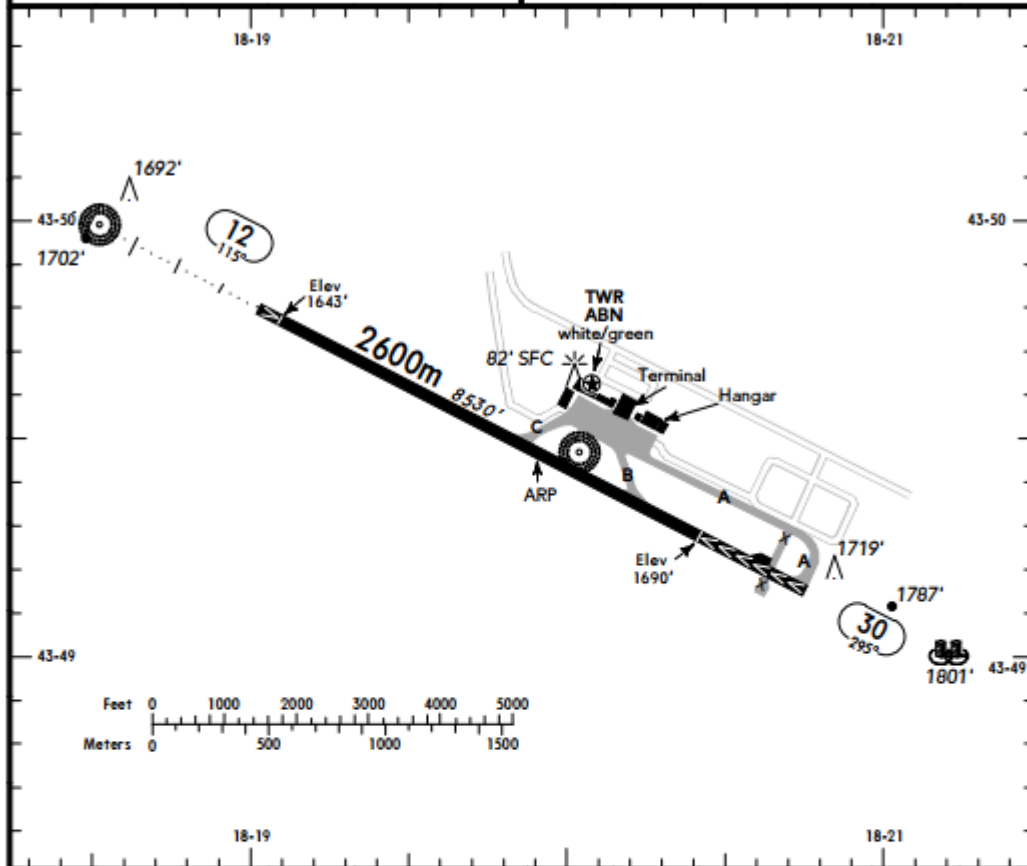 18-19
18-21
1692'
43-50
43-50
12
115°
1702'
Elev
1643'
TWR
ABN
white/green
2600m
8530'
82' SFC
Terminal
Hangar
C
B
ARP
A
X
A
1719'
Elev
1690'
X
1787'
30
295°
43-49
43-49
1801'
Feet 0 1000 2000 3000 4000 5000
Meters 0 500 1000 1500
18-19
18-21